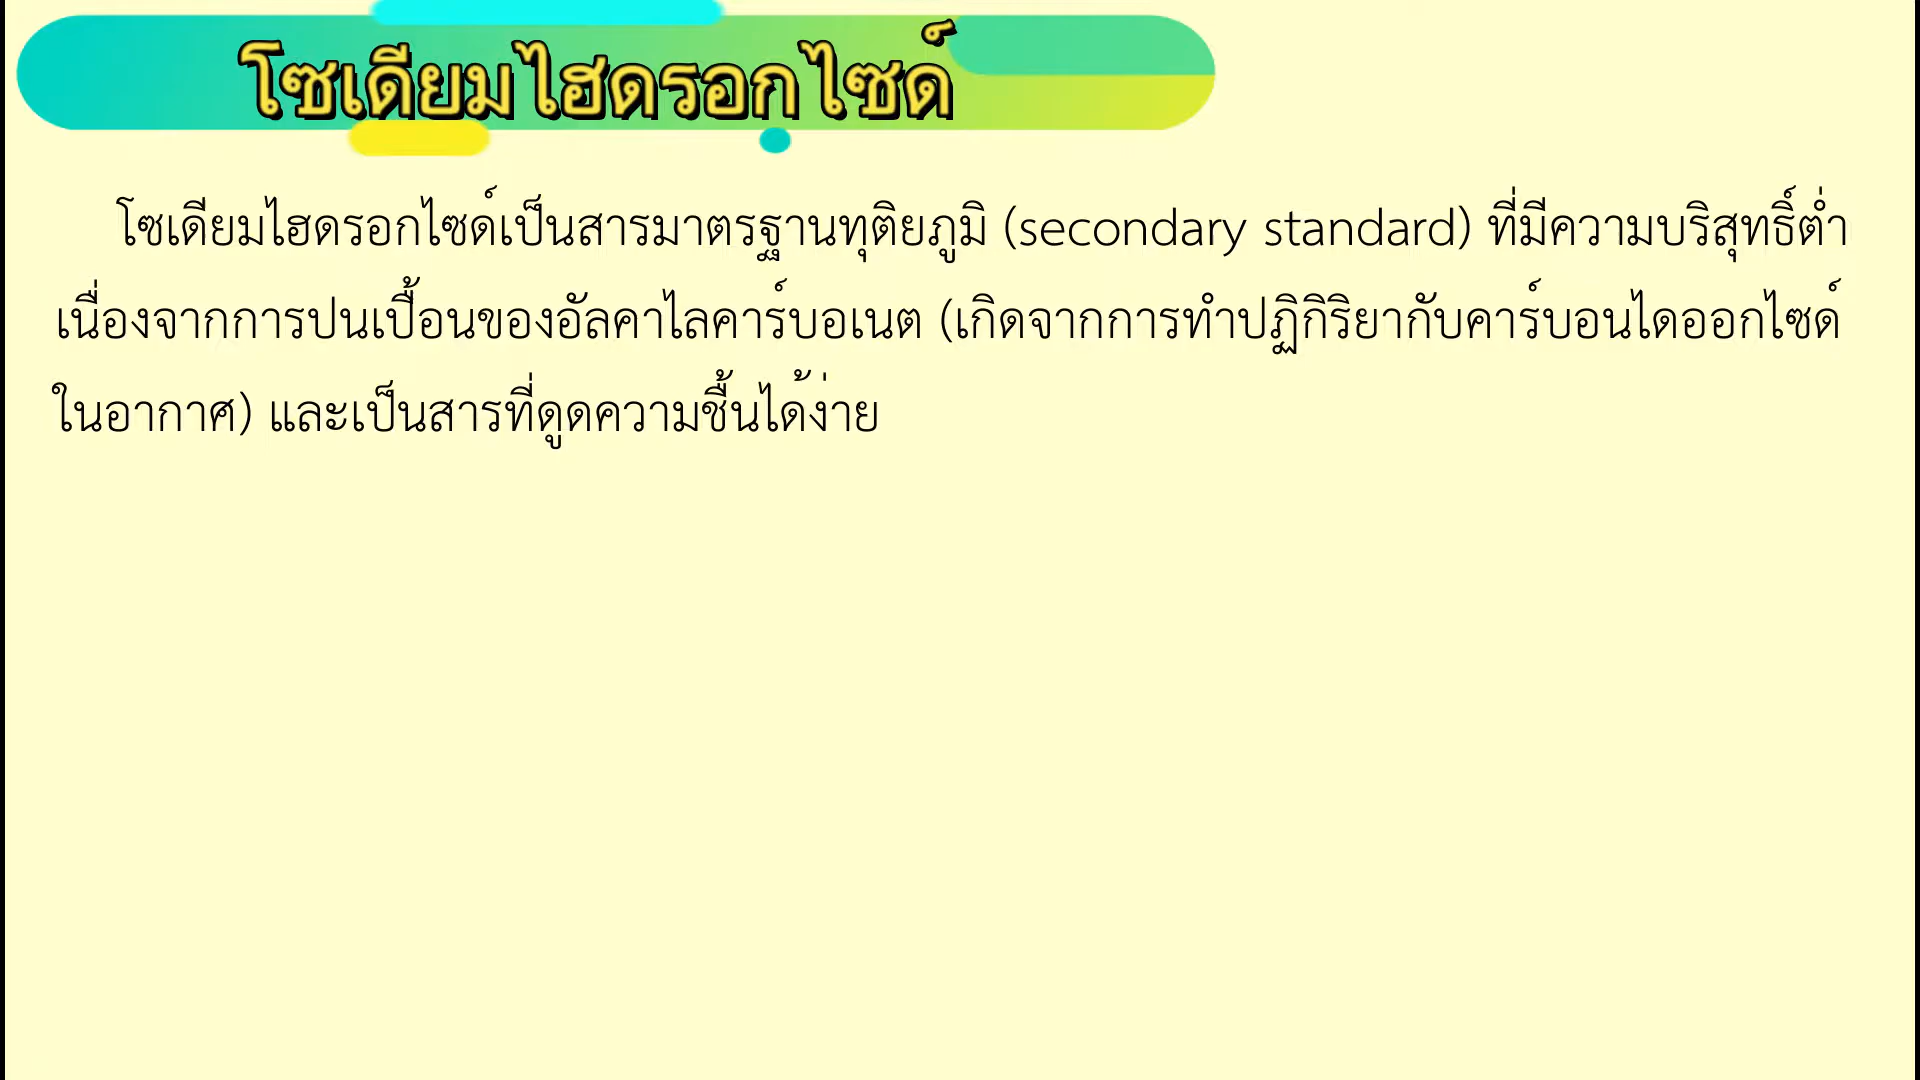 โซเดียมไฮดรอกไซด์
โซเดียมไฮดรอกไซด์เป็นสารมาตรฐานทุติยภูมิ (secondary standard) ที่มีความบริสุทธิ์ต่ำ
เนื่องจากการปนเปื้อนของอัลคาไลคาร์บอเนต (เกิดจากการทำปฏิกิริยากับคาร์บอนไดออกไซด์
ในอากาศ) และเป็นสารที่ดูดความชื้นได้ง่าย